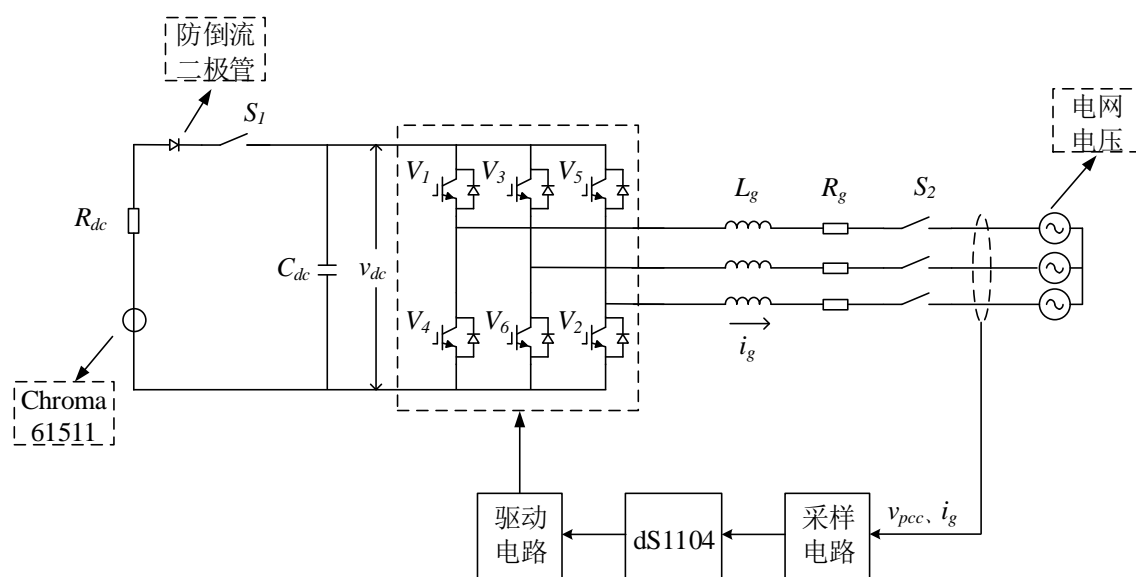 防倒流
二极管
S1
Rdc
Cdc
vdc
Chroma
61511
V1
V3
V5
V4
V6
V2
Lg
Rg
S2
ig
电网
电压
驱动
电路
dS1104
采样
电路
vpcc、ig